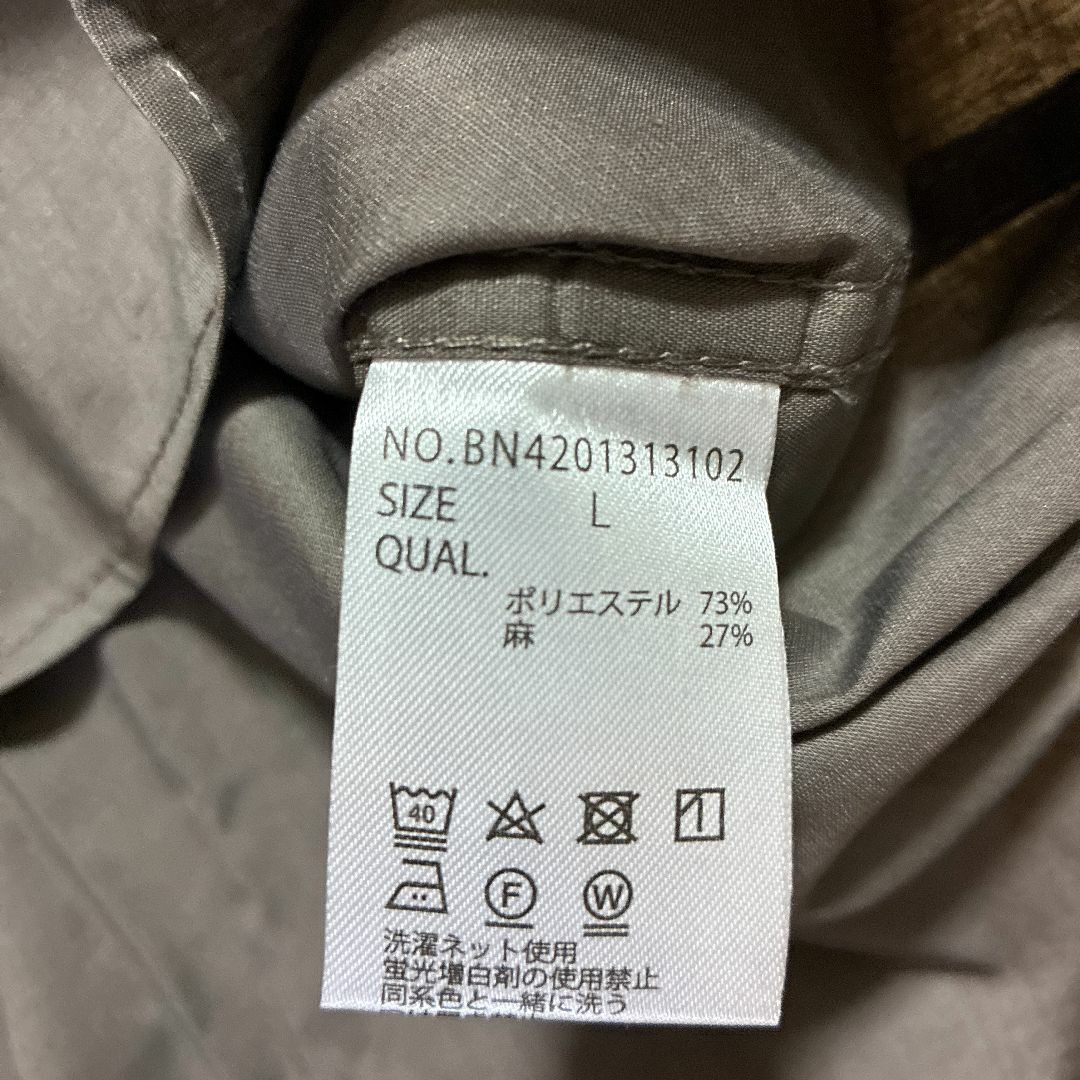 NO.BN4201313102
SIZE L
QUAL.
ポリエステル 73%
麻 27%
40
F W
洗濯ネット使用
蛍光増白剤の使用禁止
同系色と一緒に洗う